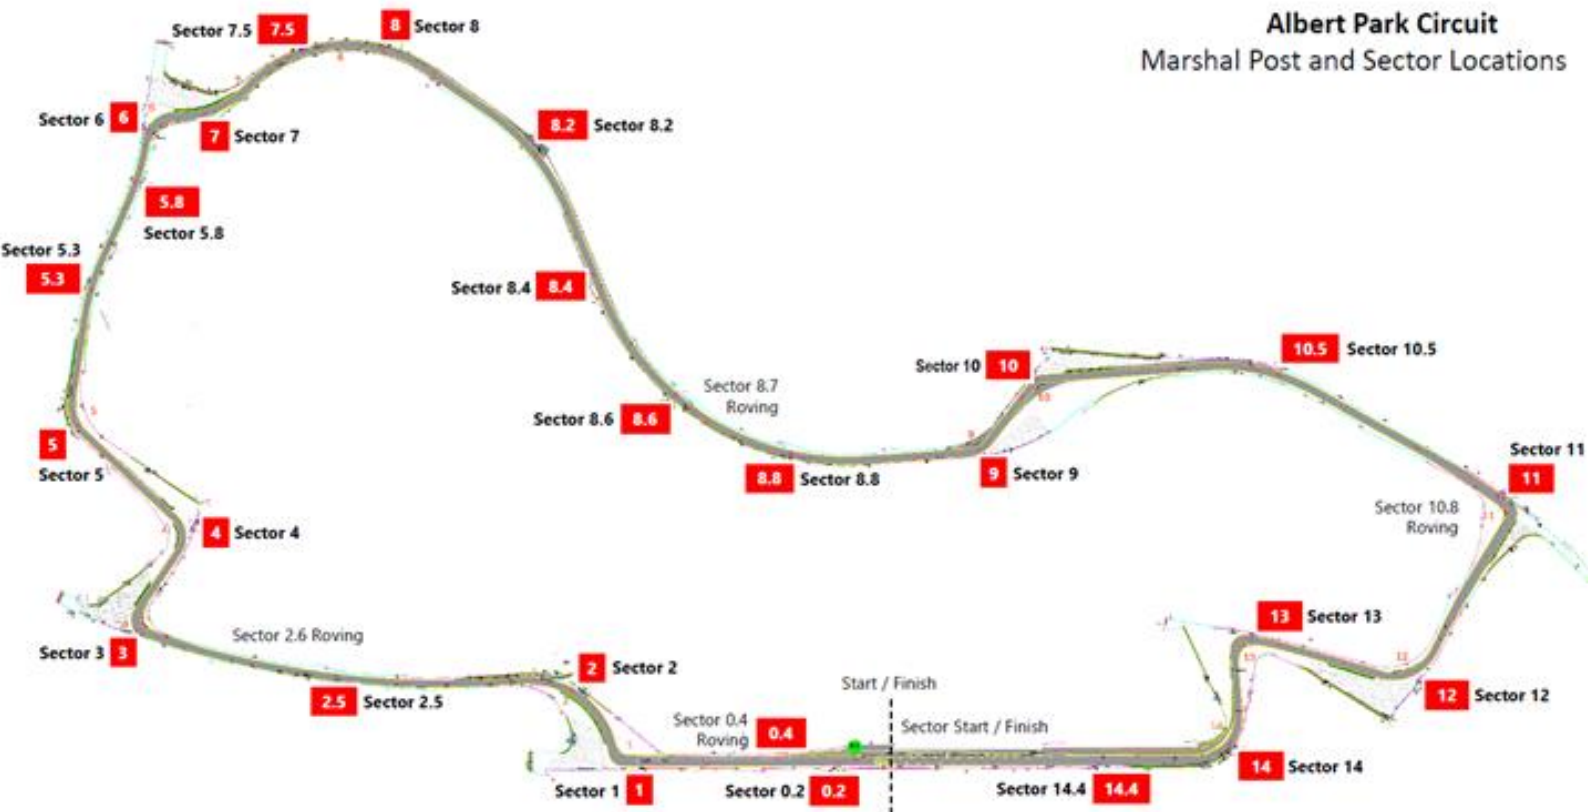 Albert Park Circuit
Marshal Post and Sector Locations
Sector 7.5 7.5
8 Sector 8
Sector 6 6
7 Sector 7
8.2 Sector 8.2
5.8
Sector 5.8
Sector 5.3
5.3
Sector 8.4 8.4
Sector 10 10
10.5 Sector 10.5
Sector 8.7
Roving
Sector 8.6 8.6
5
Sector 5
8.8 Sector 8.8
9 Sector 9
Sector 11
11
Sector 10.8
Roving
4 Sector 4
13 Sector 13
Sector 2.6 Roving
Sector 3 3
2 Sector 2
2.5 Sector 2.5
12 Sector 12
Start / Finish
Sector 0.4
Roving
0.4
Sector Start / Finish
14 Sector 14
Sector 1 1
Sector 0.2 0.2
Sector 14.4 14.4